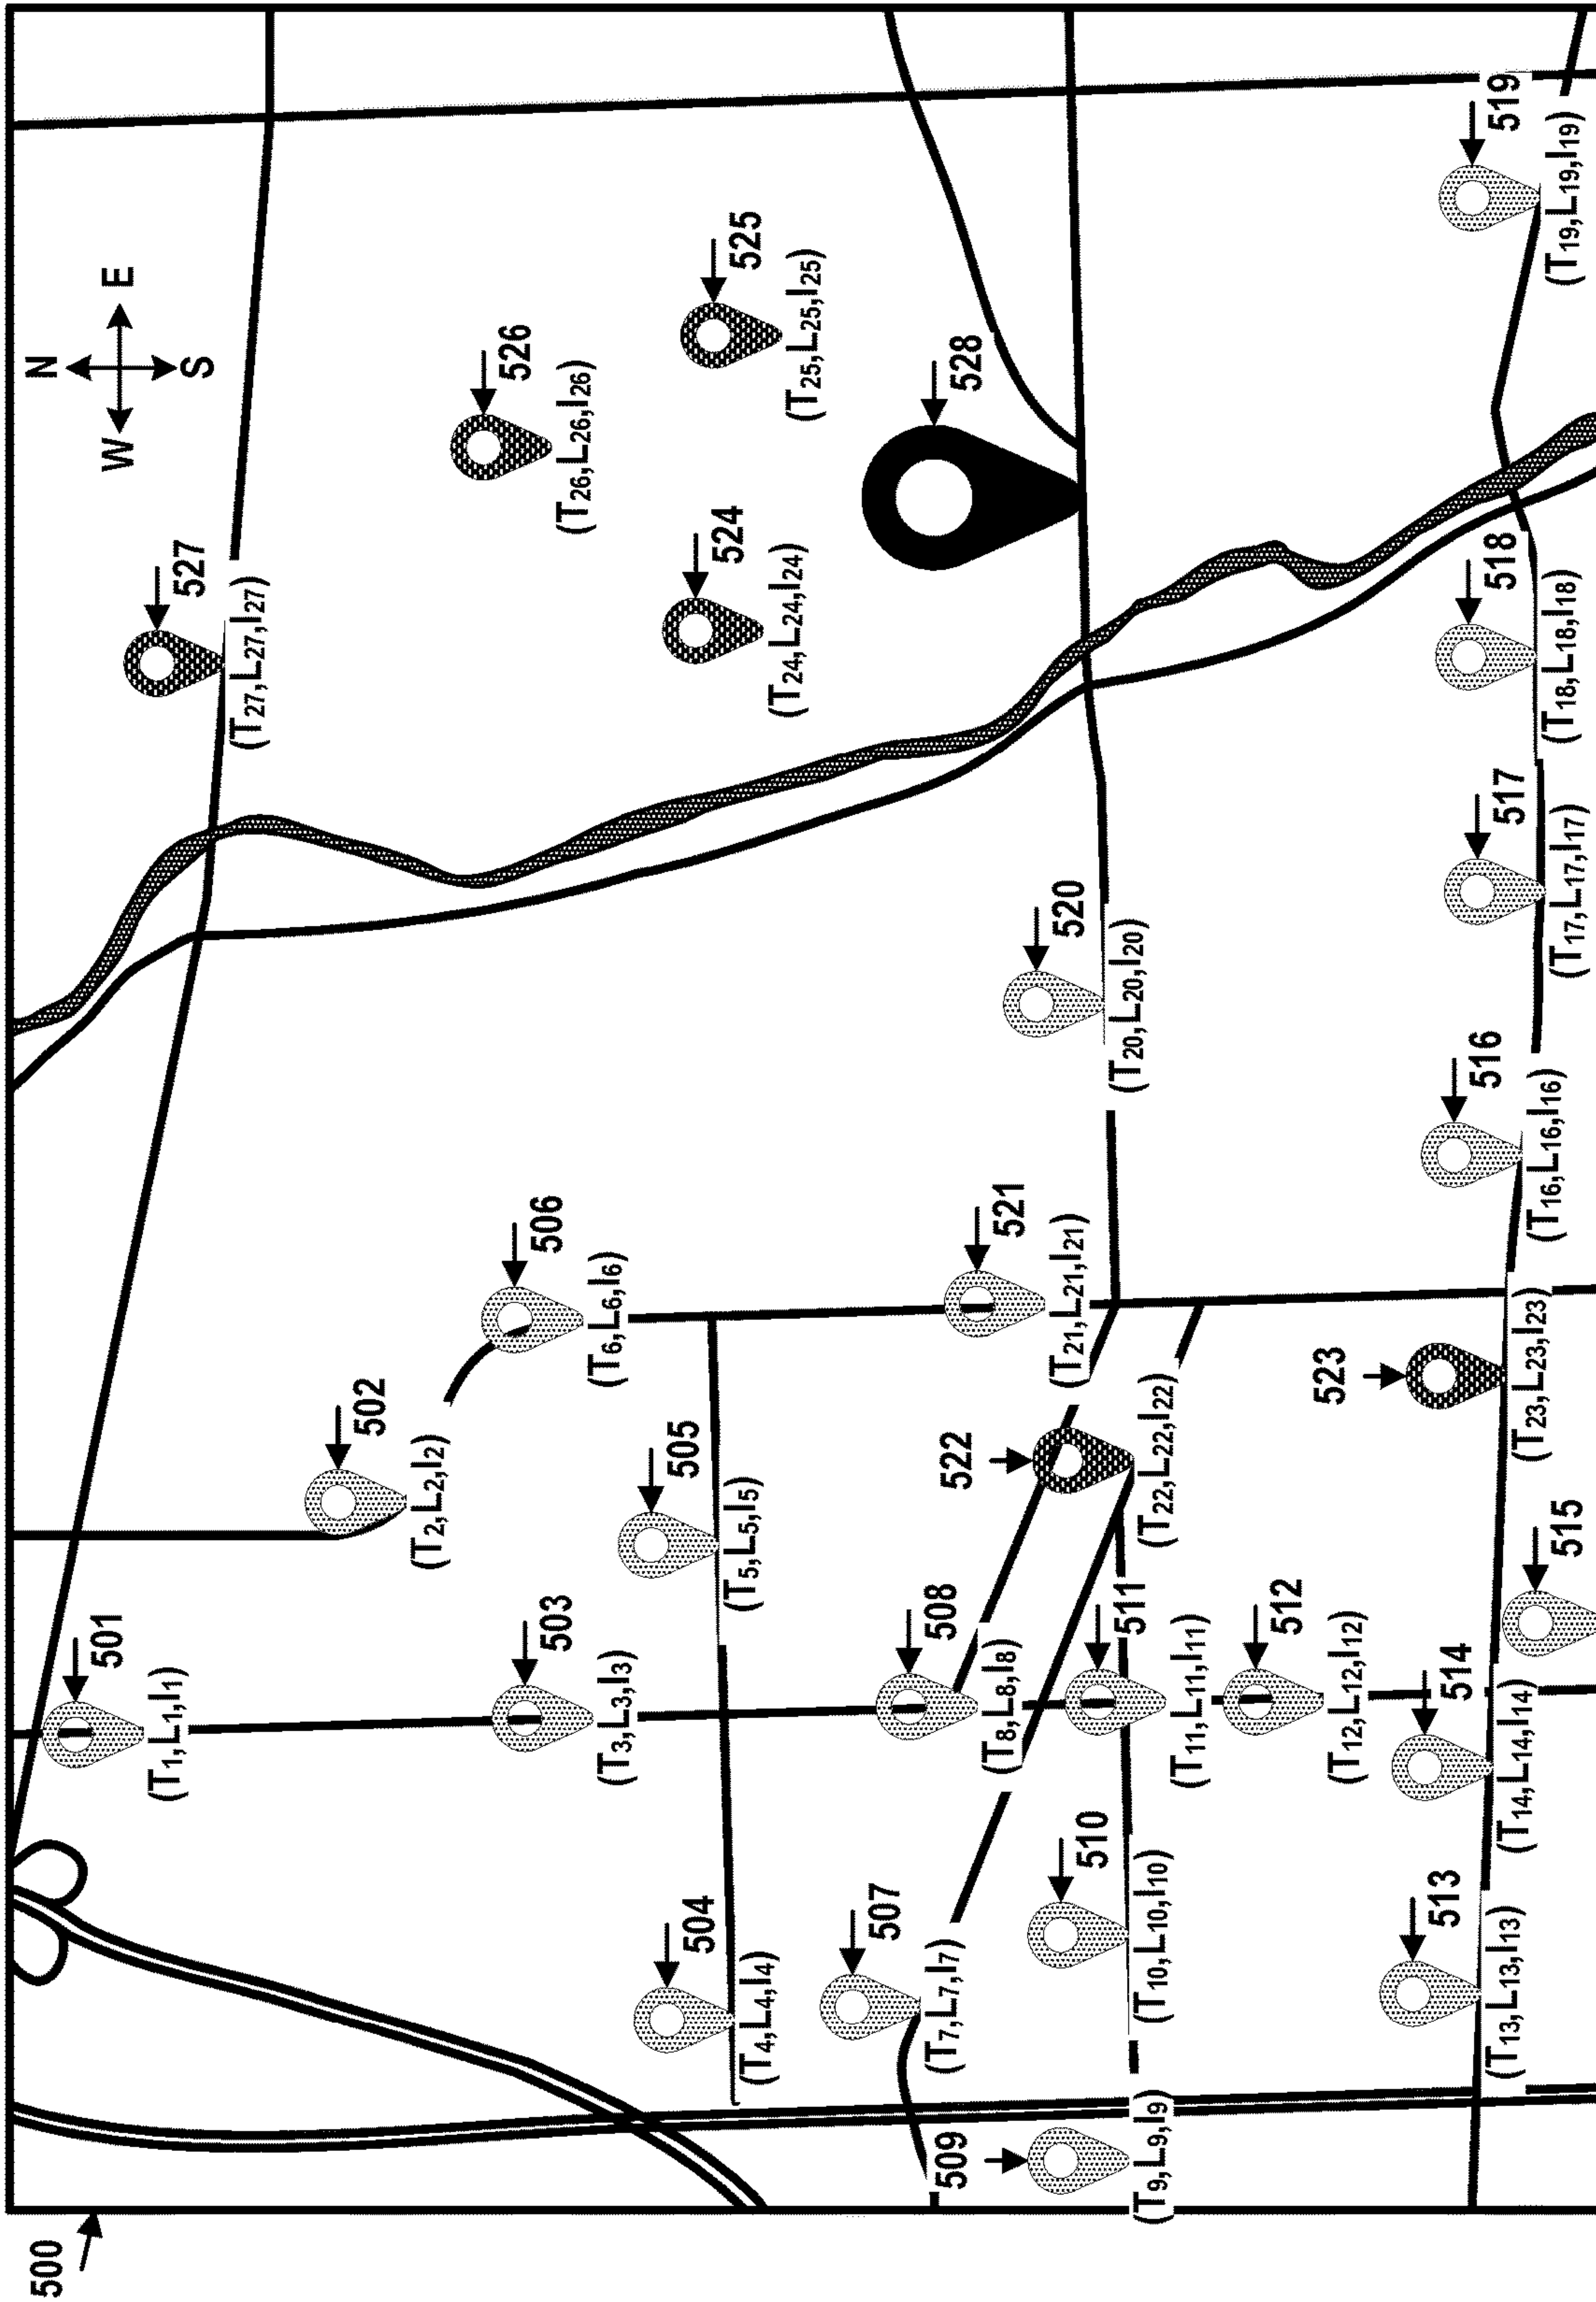 500
N
W E
S
501
(T1,L1,I1)
527
(T27,L27,I27)
502
(T2,L2,I2)
526
(T26,L26,I26)
503
(T3,L3,I3)
506
(T6,L6,I6)
504
(T4,L4,I4)
505
(T5,L5,I5)
524
(T24,L24,I24)
525
(T25,L25,I25)
507
(T7,L7,I7)
508
(T8,L8,I8)
521
(T21,L21,I21)
528
509
(T9,L9,I9)
510
(T10,L10,I10)
511
(T11,L11,I11)
522
(T22,L22,I22)
520
(T20,L20,I20)
512
(T12,L12,I12)
513
(T13,L13,I13)
514
(T14,L14,I14)
523
(T23,L23,I23)
516
(T16,L16,I16)
517
(T17,L17,I17)
518
(T18,L18,I18)
519
(T19,L19,I19)
515